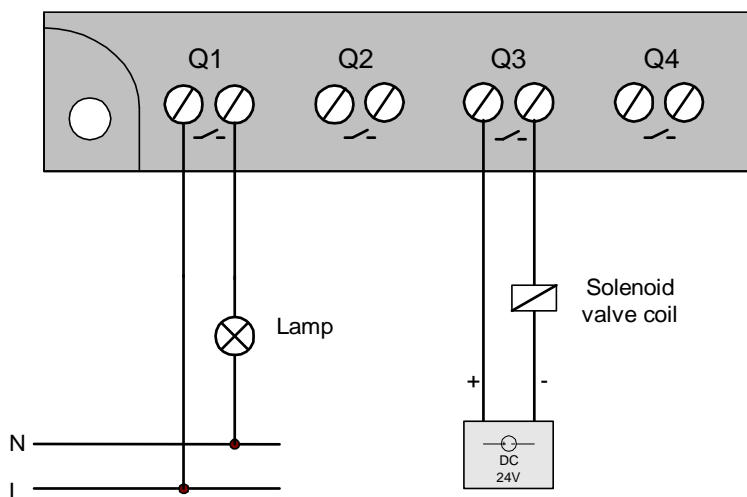 Q1 Q2 Q3 Q4
Lamp
Solenoid
valve coil
+ -
N
DC
24V
L